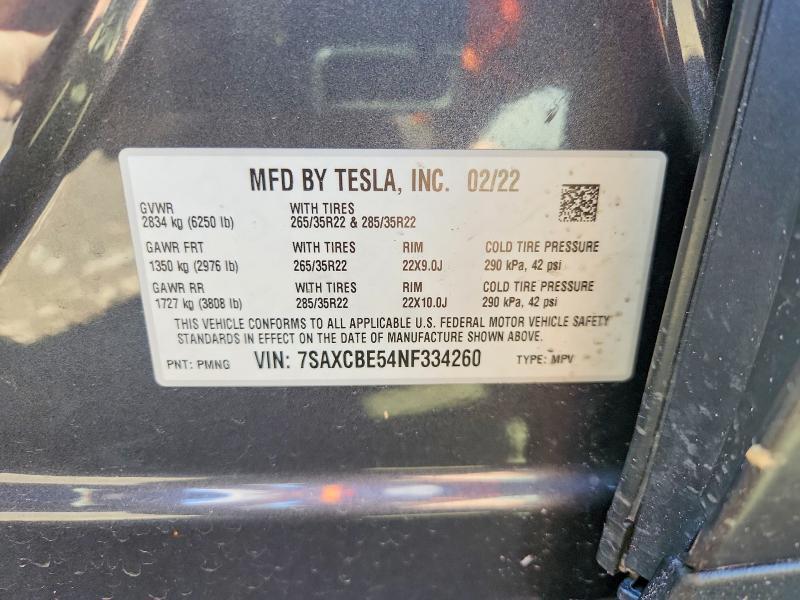 MFD BY TESLA, INC. 02/22
GVWR WITH TIRES
2834 kg (6250 lb) 265/35R22 & 285/35R22
GAWR FRT WITH TIRES RIM COLD TIRE PRESSURE
1350 kg (2976 lb) 265/35R22 22X9.0J 290 kPa, 42 psi
GAWR RR WITH TIRES RIM COLD TIRE PRESSURE
1727 kg (3808 lb) 285/35R22 22X10.0J 290 kPa, 42 psi
THIS VEHICLE CONFORMS TO ALL APPLICABLE U.S. FEDERAL MOTOR VEHICLE SAFETY
STANDARDS IN EFFECT ON THE DATE OF MANUFACTURE SHOWN ABOVE.
PNT: PMNG VIN: 7SAXCBE54NF334260 TYPE: MPV